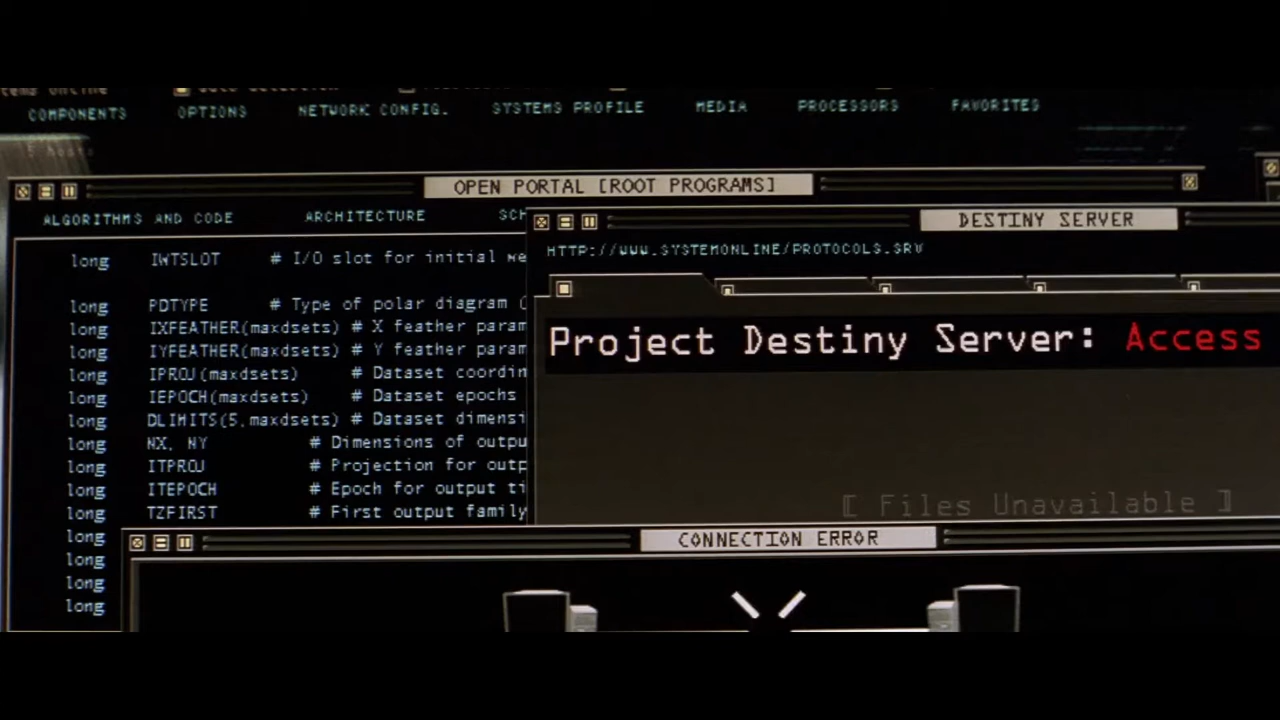 COMPONENTS OPTIONS NETWORK CONFIG. SYSTEMS PROFILE MEDIA PROCESSORS FAVORITES
OPEN PORTAL [ROOT PROGRAMS]
ALGORITHMS AND CODE ARCHITECTURE SCH
long IWTSLOT # I/O slot for initial we
long PDTYPE # Type of polar diagram (
long IXFEATHER(maxdsets) # X feather param
long IYFEATHER(maxdsets) # Y feather param
long IPROJ(maxdsets) # Dataset coordin
long IEPOCH(maxdsets) # Dataset epochs
long DLIMITS(5,maxdsets) # Dataset dimensi
long NX, NY # Dimensions of outpu
long ITPROJ # Projection for outp
long ITEPOCH # Epoch for output ti
long TZFIRST # First output family
long
long
long
long
DESTINY SERVER
HTTP://WWW.SYSTEMONLINE/PROTOCOLS.SRV
Project Destiny Server: Access
[ Files Unavailable ]
CONNECTION ERROR